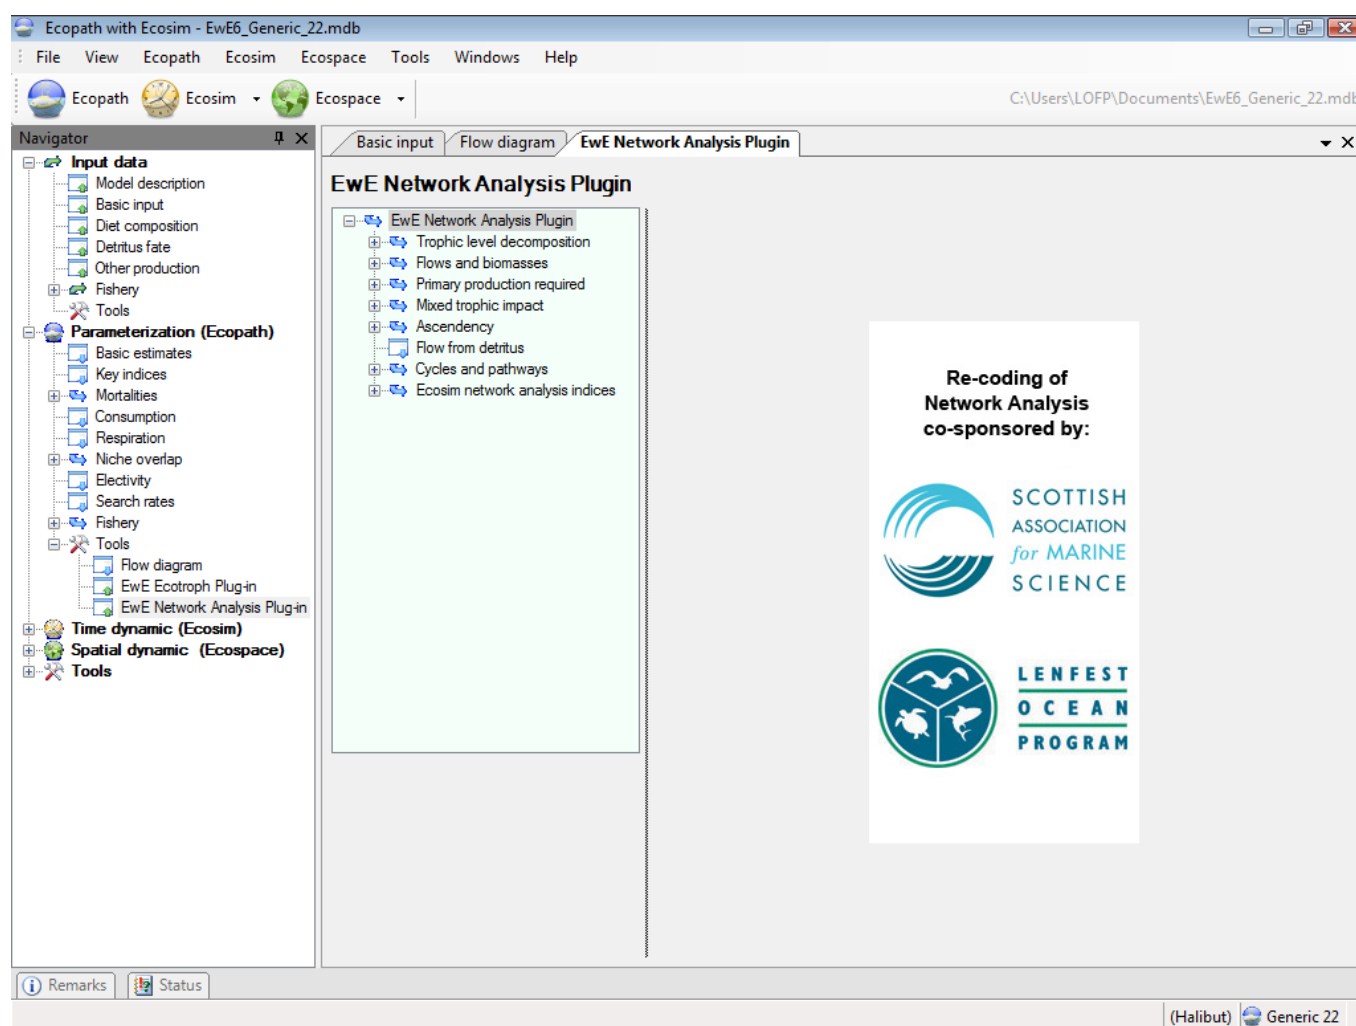 Ecopath with Ecosim - EwE6_Generic_22.mdb
File View Ecopath Ecosim Ecospace Tools Windows Help
Ecopath Ecosim Ecospace C:\Users\LOFP\Documents\EwE6_Generic_22.mdb
Navigator
Input data
Model description
Basic input
Diet composition
Detritus fate
Other production
Fishery
Tools
Parameterization (Ecopath)
Basic estimates
Key indices
Mortalities
Consumption
Respiration
Niche overlap
Electivity
Search rates
Fishery
Tools
Flow diagram
EwE Ecotroph Plug-in
EwE Network Analysis Plug-in
Time dynamic (Ecosim)
Spatial dynamic (Ecospace)
Tools
Basic input Flow diagram EwE Network Analysis Plugin
EwE Network Analysis Plugin
EwE Network Analysis Plugin
Trophic level decomposition
Flows and biomasses
Primary production required
Mixed trophic impact
Ascendency
Flow from detritus
Cycles and pathways
Ecosim network analysis indices
Re-coding of
Network Analysis
co-sponsored by:
SCOTTISH
ASSOCIATION
for MARINE
SCIENCE
LENFEST
OCEAN
PROGRAM
Remarks Status
(Halibut) Generic 22